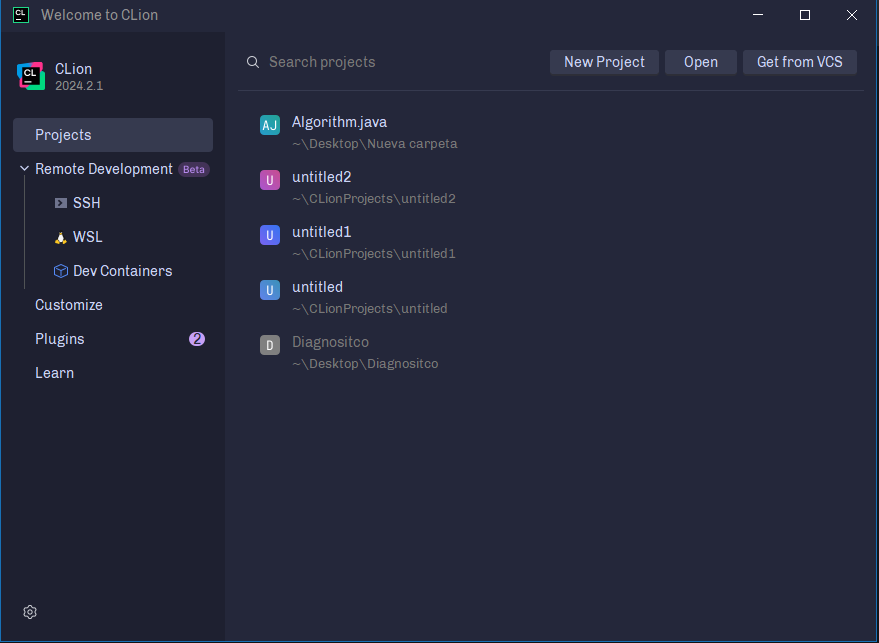 CL
Welcome to CLion
CL
CLion
2024.2.1
Projects
Remote Development Beta
SSH
WSL
Dev Containers
Customize
Plugins 2
Learn
Search projects
New Project
Open
Get from VCS
AJ Algorithm.java
~\Desktop\Nueva carpeta
U untitled2
~\CLionProjects\untitled2
U untitled1
~\CLionProjects\untitled1
U untitled
~\CLionProjects\untitled
D Diagnositco
~\Desktop\Diagnositco